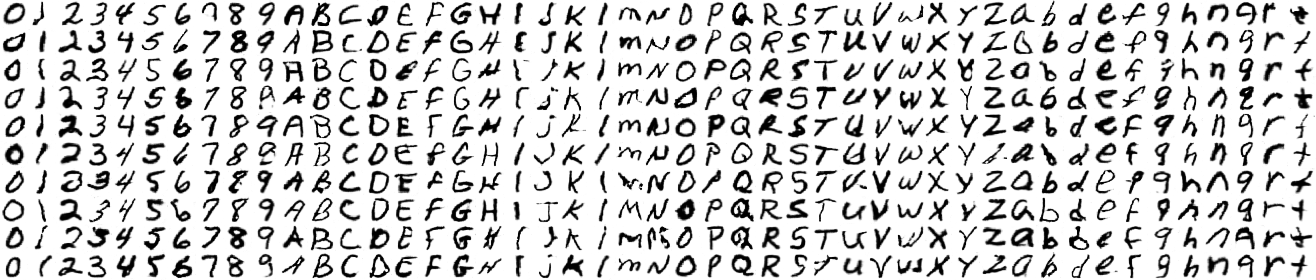 0 1 2 3 4 5 6 7 8 9 A B C D E F G H I J K l m N O P Q R S T U V W X Y Z a b d e f g h n q r t
0 1 2 3 4 5 6 7 8 9 A B C D E F G H I J K l m N O P Q R S T U V W X Y Z a b d e f g h n q r t
0 1 2 3 4 5 6 7 8 9 A B C D E F G H I J K l m N O P Q R S T U V W X Y Z a b d e f g h n q r t
0 1 2 3 4 5 6 7 8 9 A B C D E F G H I J K l m N O P Q R S T U V W X Y Z a b d e f g h n q r t
0 1 2 3 4 5 6 7 8 9 A B C D E F G H I J K l m N O P Q R S T U V W X Y Z a b d e f g h n q r t
0 1 2 3 4 5 6 7 8 9 A B C D E F G H I J K l m N O P Q R S T U V W X Y Z a b d e f g h n q r t
0 1 2 3 4 5 6 7 8 9 A B C D E F G H I J K l m N O P Q R S T U V W X Y Z a b d e f g h n q r t
0 1 2 3 4 5 6 7 8 9 A B C D E F G H I J K l M N O P Q R S T U V W X Y Z a b d e f g h n q r t
0 1 2 3 4 5 6 7 8 9 A B C D E F G H I J K l m N O P Q R S T U V W X Y Z a b d e f g h n q r t
0 1 2 3 4 5 6 7 8 9 A B C D E F G H I J K l m N O P Q R S T U V W X Y Z a b d e f g h n q r t